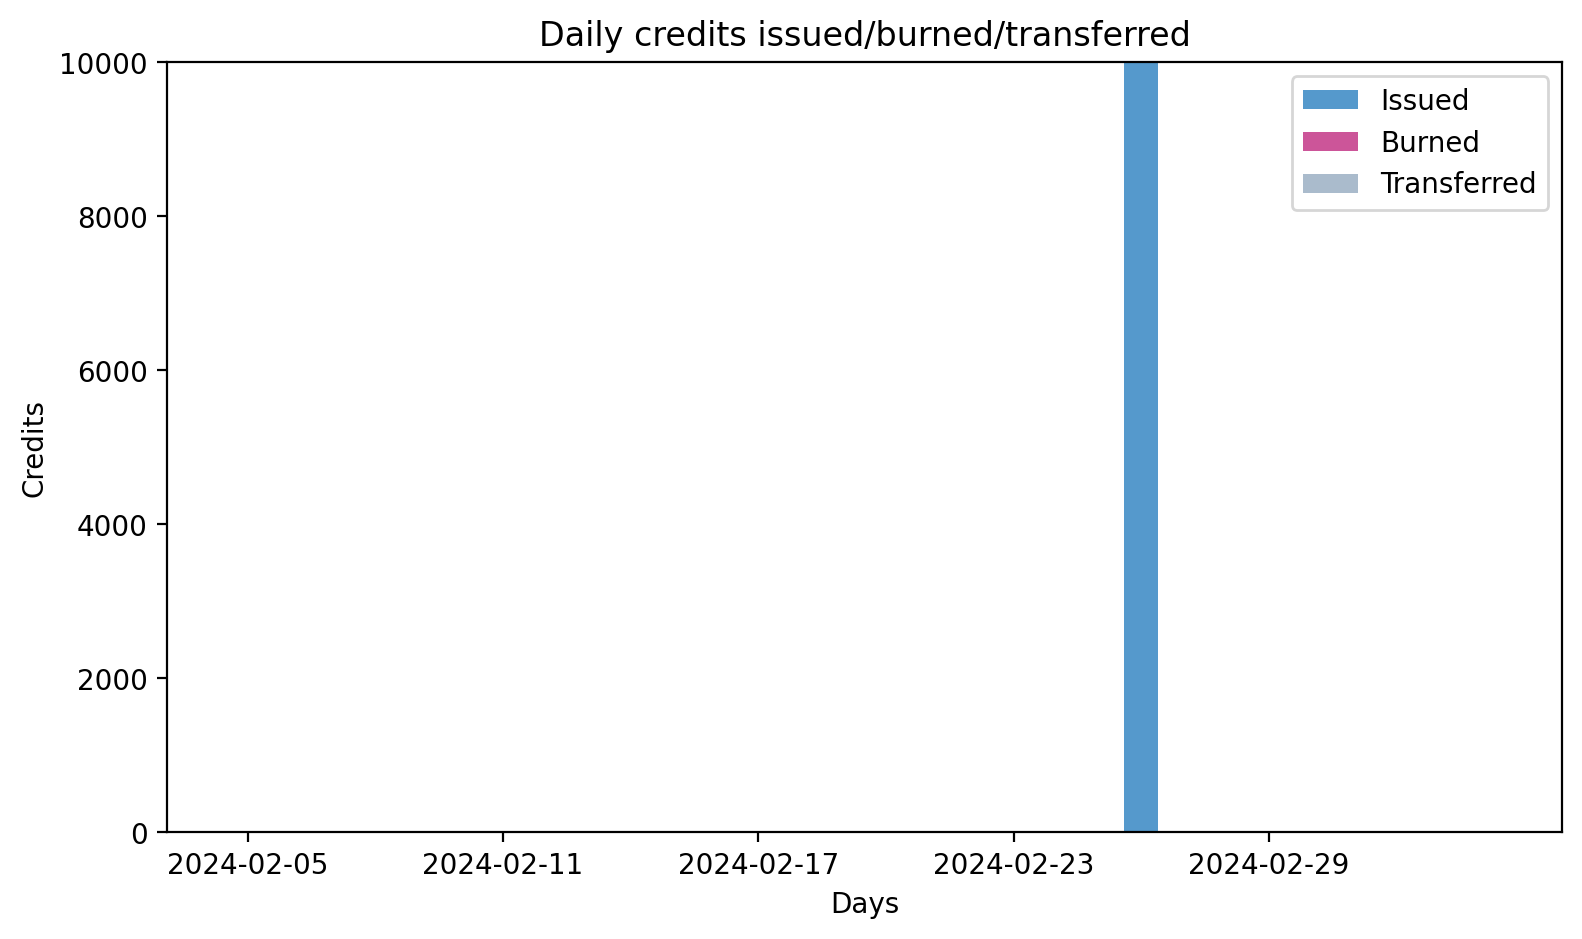 Daily credits issued/burned/transferred
10000
8000
6000
4000
2000
0
Credits
Issued
Burned
Transferred
2024-02-05
2024-02-11
2024-02-17
2024-02-23
2024-02-29
Days